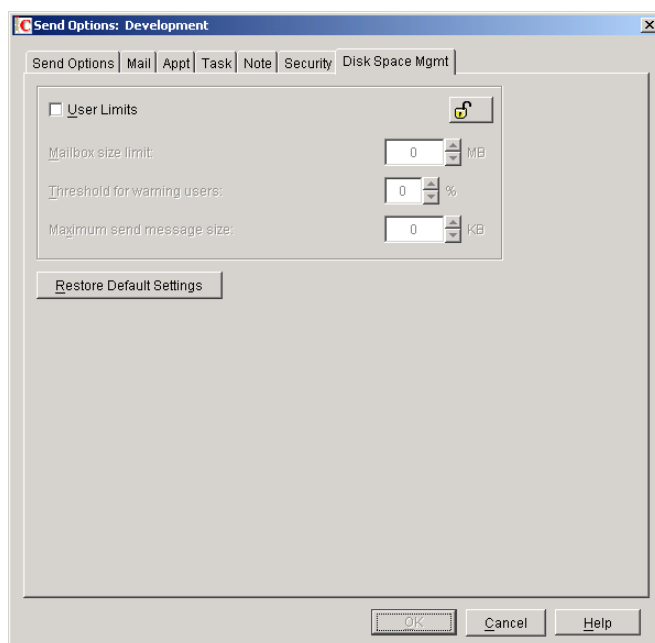 Send Options: Development
Send Options Mail Appt Task Note Security Disk Space Mgmt
User Limits
Mailbox size limit: 0 MB
Threshold for warning users: 0 %
Maximum send message size: 0 KB
Restore Default Settings
OK Cancel Help